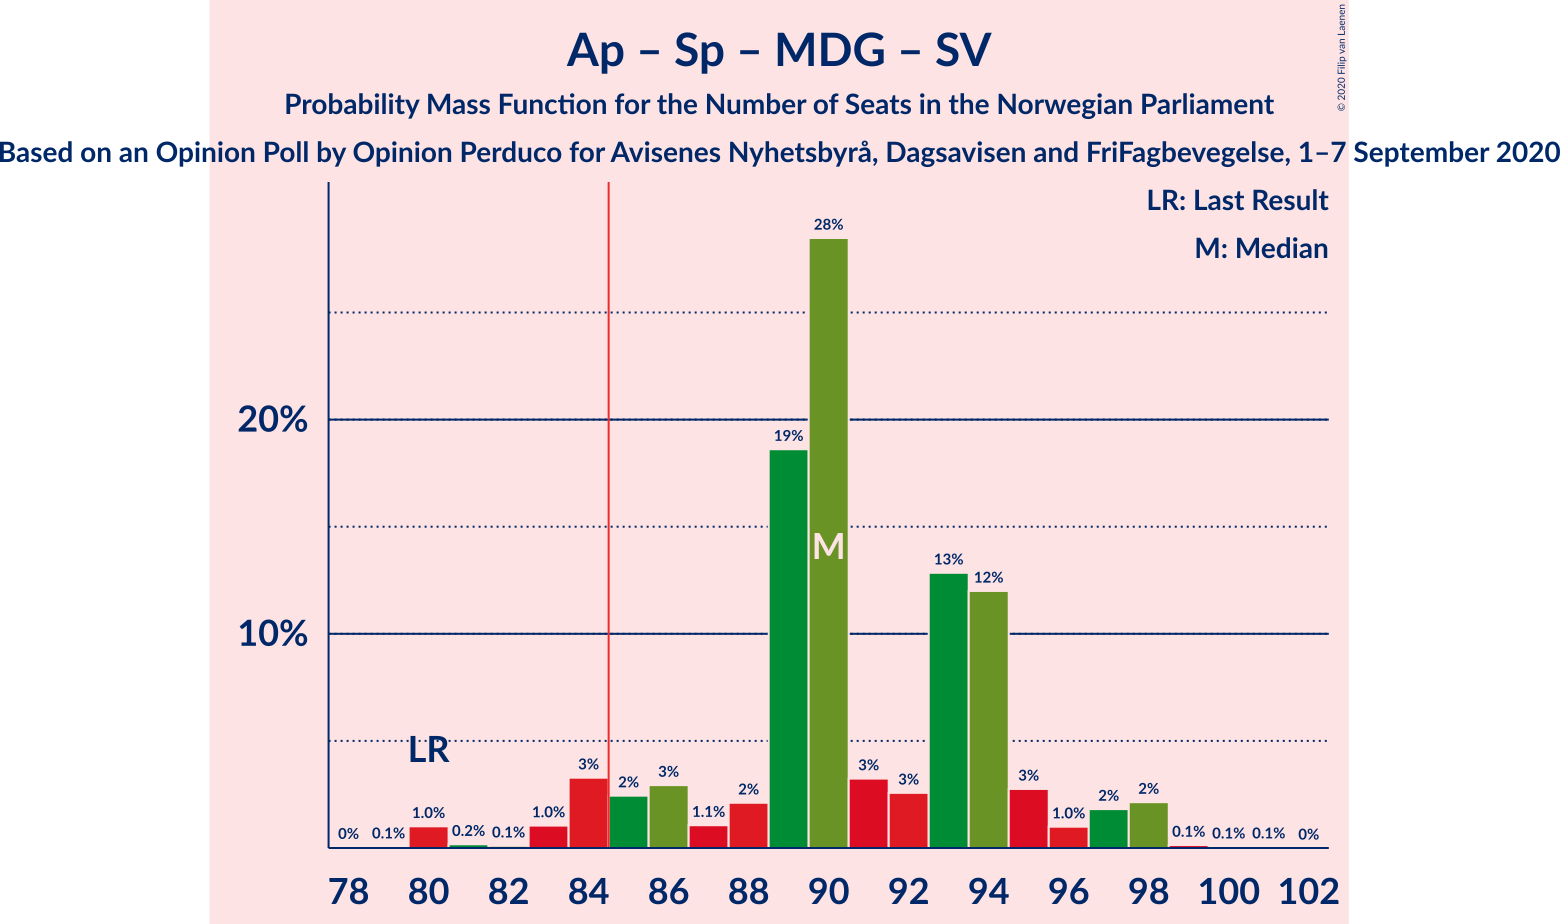 Ap – Sp – MDG – SV
Probability Mass Function for the Number of Seats in the Norwegian Parliament
Based on an Opinion Poll by Opinion Perduco for Avisenes Nyhetsbyrå, Dagsavisen and FriFagbevegelse, 1–7 September 2020
© 2020 Filip van Laenen
LR: Last Result
M: Median
20%
10%
LR
M
0% 0.1% 1.0% 0.2% 0.1% 1.0% 3% 2% 3% 1.1% 2% 19% 28% 3% 3% 13% 12% 3% 1.0% 2% 2% 0.1% 0.1% 0.1% 0%
78 80 82 84 86 88 90 92 94 96 98 100 102